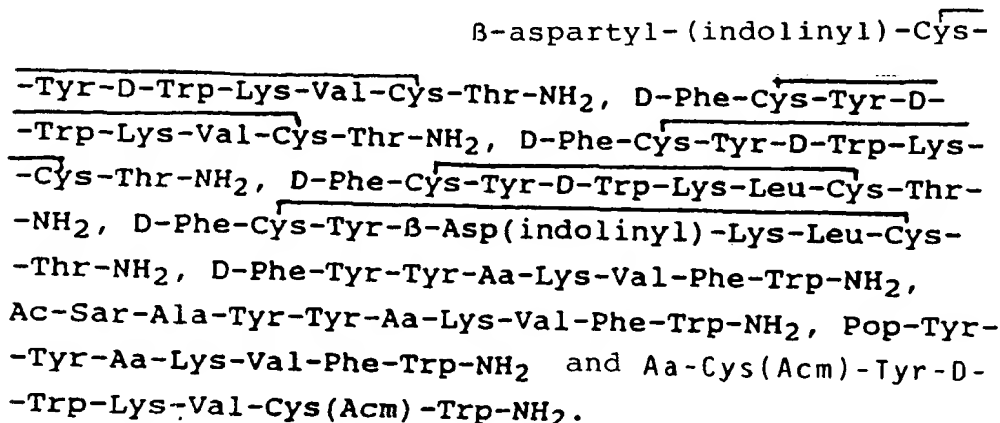 ß-aspartyl-(indolinyl)-Cys-
-Tyr-D-Trp-Lys-Val-Cys-Thr-NH₂, D-Phe-Cys-Tyr-D-
-Trp-Lys-Val-Cys-Thr-NH₂, D-Phe-Cys-Tyr-D-Trp-Lys-
-Cys-Thr-NH₂, D-Phe-Cys-Tyr-D-Trp-Lys-Leu-Cys-Thr-
-NH₂, D-Phe-Cys-Tyr-ß-Asp(indolinyl)-Lys-Leu-Cys-
-Thr-NH₂, D-Phe-Tyr-Tyr-Aa-Lys-Val-Phe-Trp-NH₂,
Ac-Sar-Ala-Tyr-Tyr-Aa-Lys-Val-Phe-Trp-NH₂, Pop-Tyr-
-Tyr-Aa-Lys-Val-Phe-Trp-NH₂ and Aa-Cys(Acm)-Tyr-D-
-Trp-Lys-Val-Cys(Acm)-Trp-NH₂.